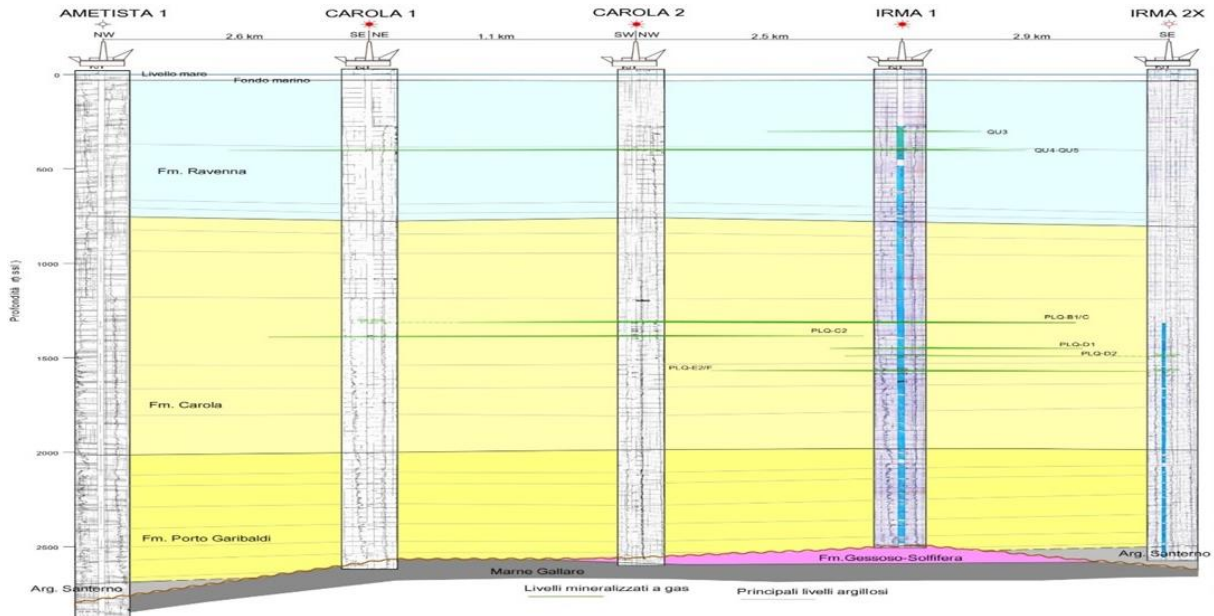 AMETISTA 1 CAROLA 1 CAROLA 2 IRMA 1 IRMA 2X
NW 2.6 km SE NE 1.1 km SW NW 2.5 km 2.9 km SE
0 Livello mare
Fondo marino
QU3
QU4-QU5
500 Fm. Ravenna
1000
PLQ-B1/C
PLQ-C2
PLQ-D1
1500 PLQ-D2
PLQ-E2/F
Fm. Carola
2000
Fm. Porto Garibaldi
2500
Fm.Gessoso-Solfifera Arg. Santerno
Marne Gallare
Arg. Santerno Livelli mineralizzati a gas Principali livelli argillosi